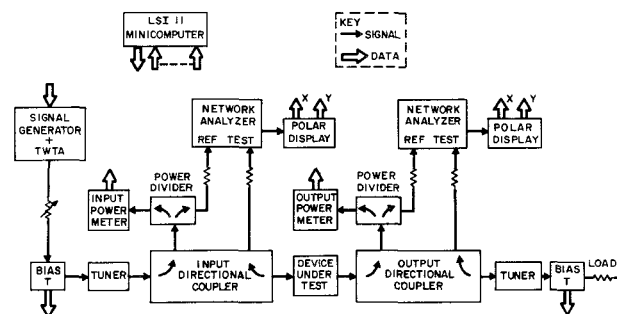 LSI II
MINICOMPUTER
KEY
SIGNAL
DATA
SIGNAL
GENERATOR
+
TWTA
NETWORK
ANALYZER
REF TEST
X Y
POLAR
DISPLAY
NETWORK
ANALYZER
REF TEST
X Y
POLAR
DISPLAY
INPUT
POWER
METER
POWER
DIVIDER
OUTPUT
POWER
METER
POWER
DIVIDER
BIAS
T
TUNER
INPUT
DIRECTIONAL
COUPLER
DEVICE
UNDER
TEST
OUTPUT
DIRECTIONAL
COUPLER
TUNER
BIAS
T
LOAD